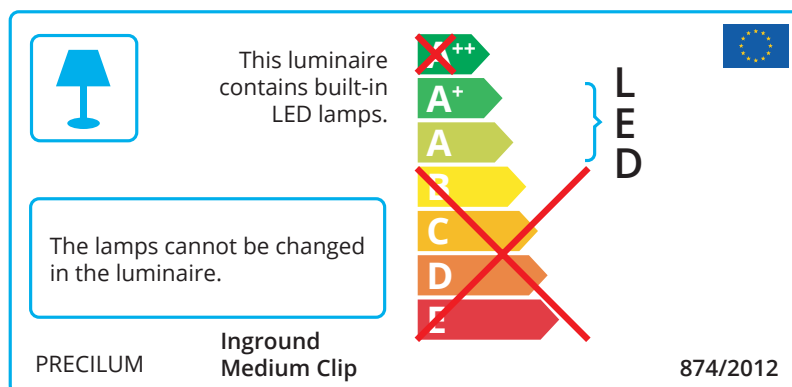 This luminaire
contains built-in
LED lamps.
A++
A+
A
B
C
D
E
L
E
D
The lamps cannot be changed
in the luminaire.
PRECILUM
Inground
Medium Clip
874/2012